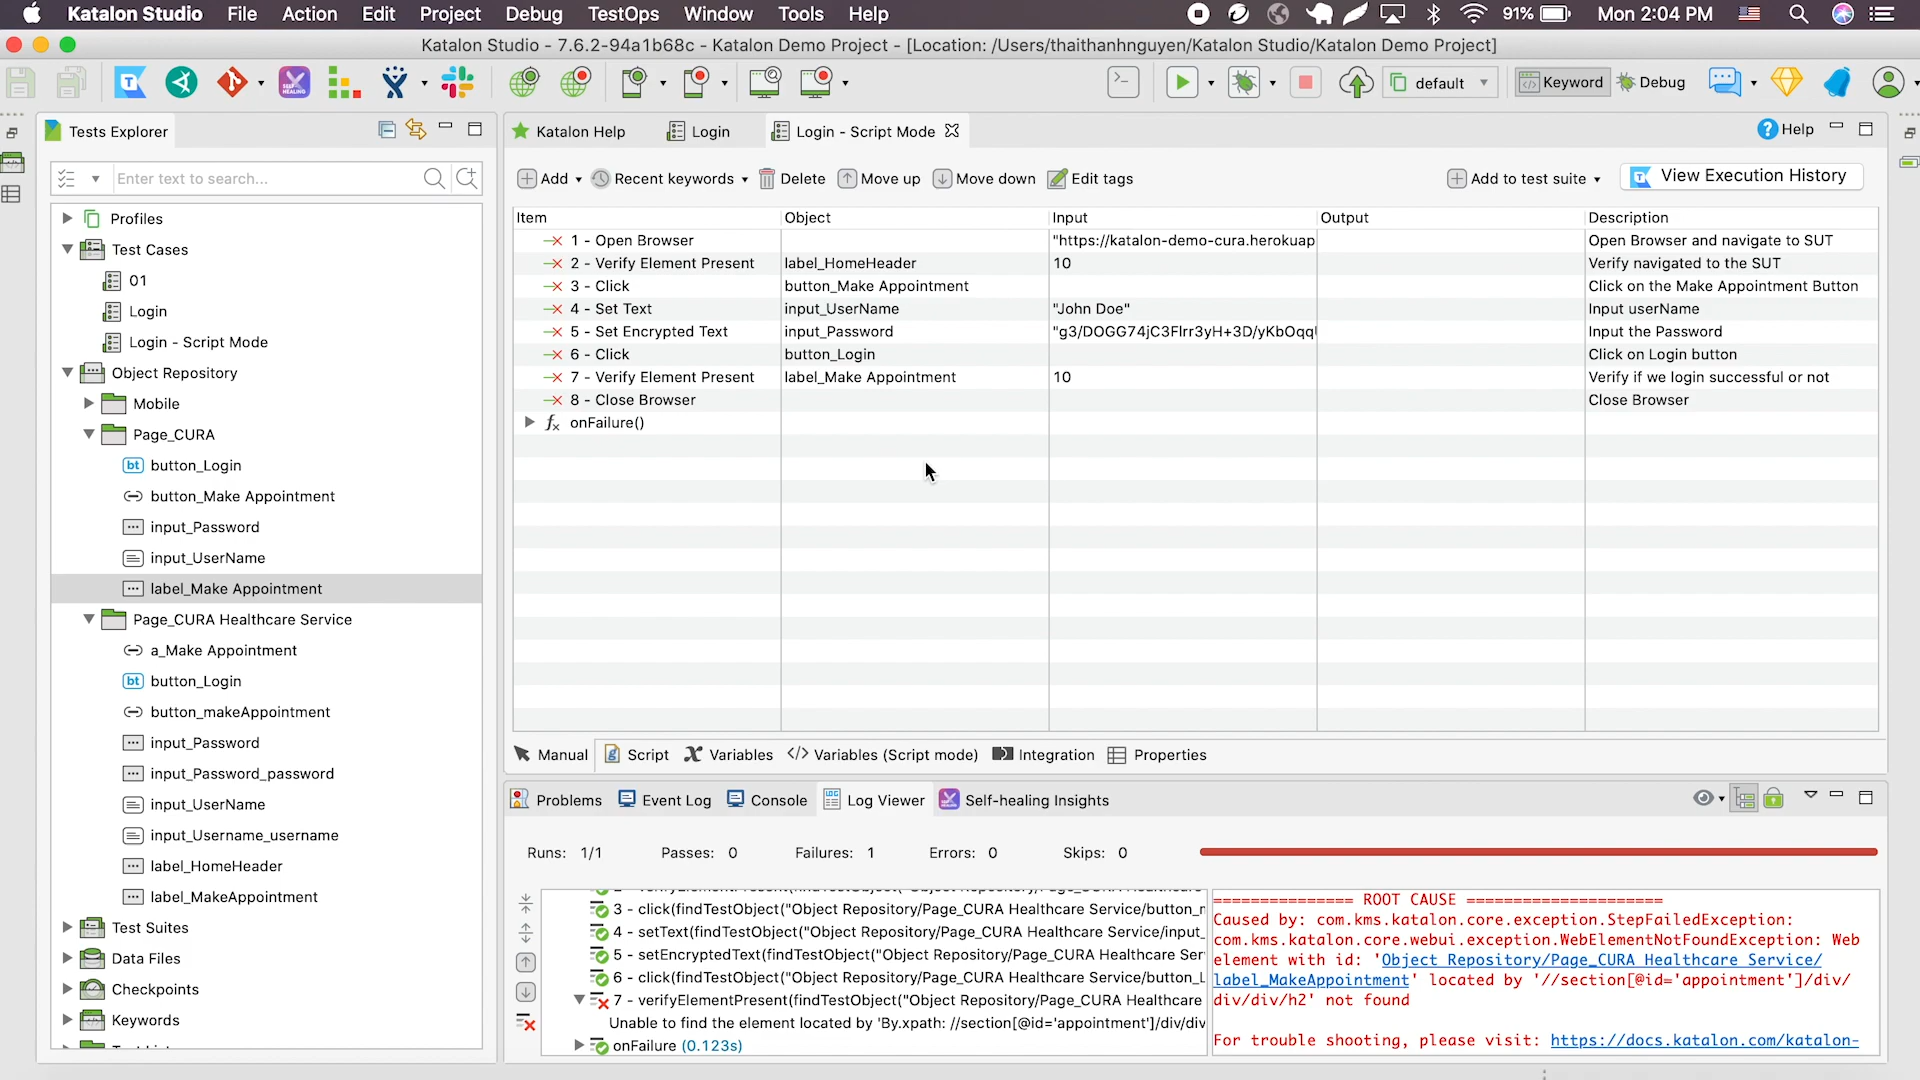 Katalon Studio File Action Edit Project Debug TestOps Window Tools Help 91% Mon 2:04 PM
Katalon Studio - 7.6.2-94a1b68c - Katalon Demo Project - [Location: /Users/thaithanhnguyen/Katalon Studio/Katalon Demo Project]
default Keyword Debug
Tests Explorer
Katalon Help Login Login - Script Mode Help
Enter text to search...
Add Recent keywords Delete Move up Move down Edit tags Add to test suite View Execution History
Profiles
Test Cases
01
Login
Login - Script Mode
Object Repository
Mobile
Page_CURA
bt button_Login
button_Make Appointment
input_Password
input_UserName
label_Make Appointment
Page_CURA Healthcare Service
a_Make Appointment
bt button_Login
button_makeAppointment
input_Password
input_Password_password
input_UserName
input_Username_username
label_HomeHeader
label_MakeAppointment
Test Suites
Data Files
Checkpoints
Keywords
Item Object Input Output Description
1 - Open Browser "https://katalon-demo-cura.herokuap Open Browser and navigate to SUT
2 - Verify Element Present label_HomeHeader 10 Verify navigated to the SUT
3 - Click button_Make Appointment Click on the Make Appointment Button
4 - Set Text input_UserName "John Doe" Input userName
5 - Set Encrypted Text input_Password "g3/DOGG74jC3Flrr3yH+3D/yKbOqq Input the Password
6 - Click button_Login Click on Login button
7 - Verify Element Present label_Make Appointment 10 Verify if we login successful or not
8 - Close Browser Close Browser
fx onFailure()
Manual Script Variables Variables (Script mode) Integration Properties
Problems Event Log Console Log Viewer Self-healing Insights
Runs: 1/1 Passes: 0 Failures: 1 Errors: 0 Skips: 0
3 - click(findTestObject("Object Repository/Page_CURA Healthcare Service/button_
4 - setText(findTestObject("Object Repository/Page_CURA Healthcare Service/input_
5 - setEncryptedText(findTestObject("Object Repository/Page_CURA Healthcare Ser
6 - click(findTestObject("Object Repository/Page_CURA Healthcare Service/button_L
7 - verifyElementPresent(findTestObject("Object Repository/Page_CURA Healthcare
Unable to find the element located by 'By.xpath: //section[@id='appointment']/div/div
onFailure (0.123s)
=============== ROOT CAUSE =====================
Caused by: com.kms.katalon.core.exception.StepFailedException:
com.kms.katalon.core.webui.exception.WebElementNotFoundException: Web
element with id: 'Object Repository/Page_CURA Healthcare Service/
label_MakeAppointment' located by '//section[@id='appointment']/div/
div/div/h2' not found
For trouble shooting, please visit: https://docs.katalon.com/katalon-